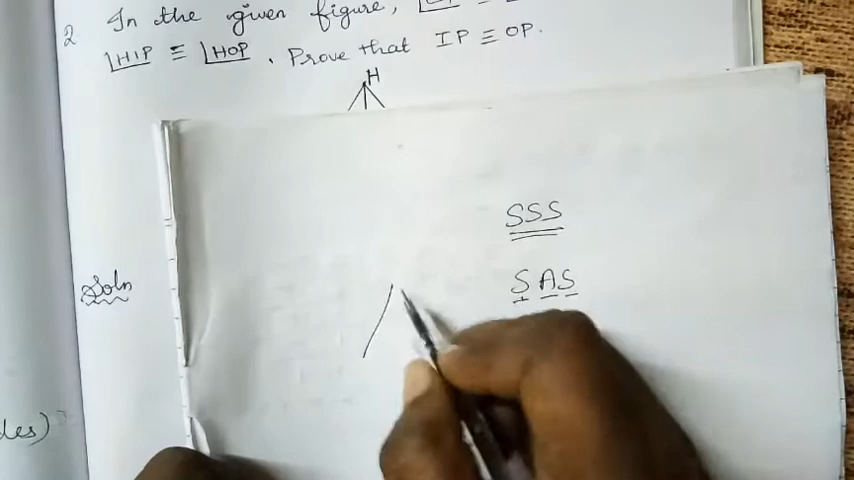 2 In the given figure,
∟HIP ≡ ∟HOP . Prove that IP ≡ OP.
H
SSS
SAS
Soln
les)